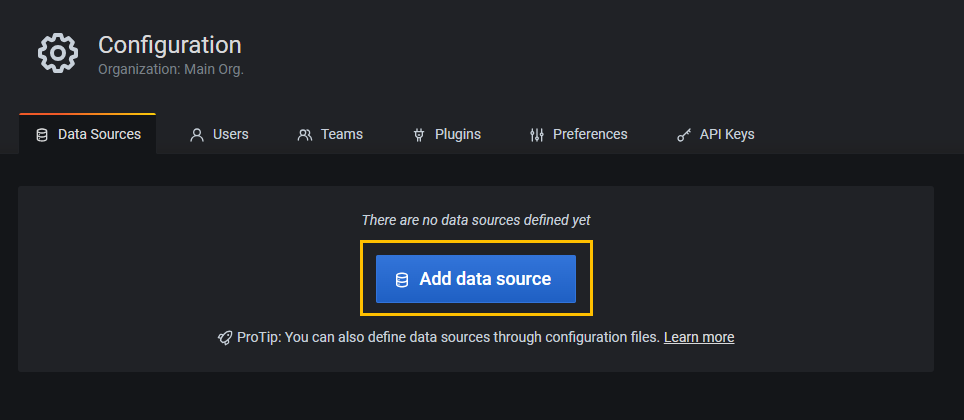 Configuration
Organization: Main Org.
Data Sources Users Teams Plugins Preferences API Keys
There are no data sources defined yet
Add data source
ProTip: You can also define data sources through configuration files. Learn more